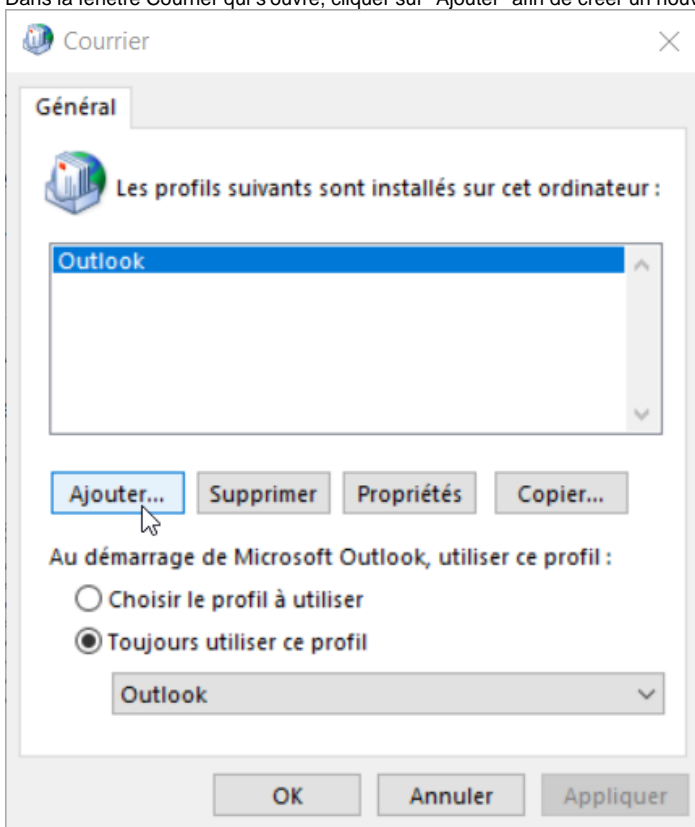 Dans la fenêtre Courrier qui s'ouvre, cliquer sur "Ajouter" afin de créer un nouv
Courrier
Général
Les profils suivants sont installés sur cet ordinateur :
Outlook
Ajouter... Supprimer Propriétés Copier...
Au démarrage de Microsoft Outlook, utiliser ce profil :
Choisir le profil à utiliser
Toujours utiliser ce profil
Outlook
OK Annuler Appliquer